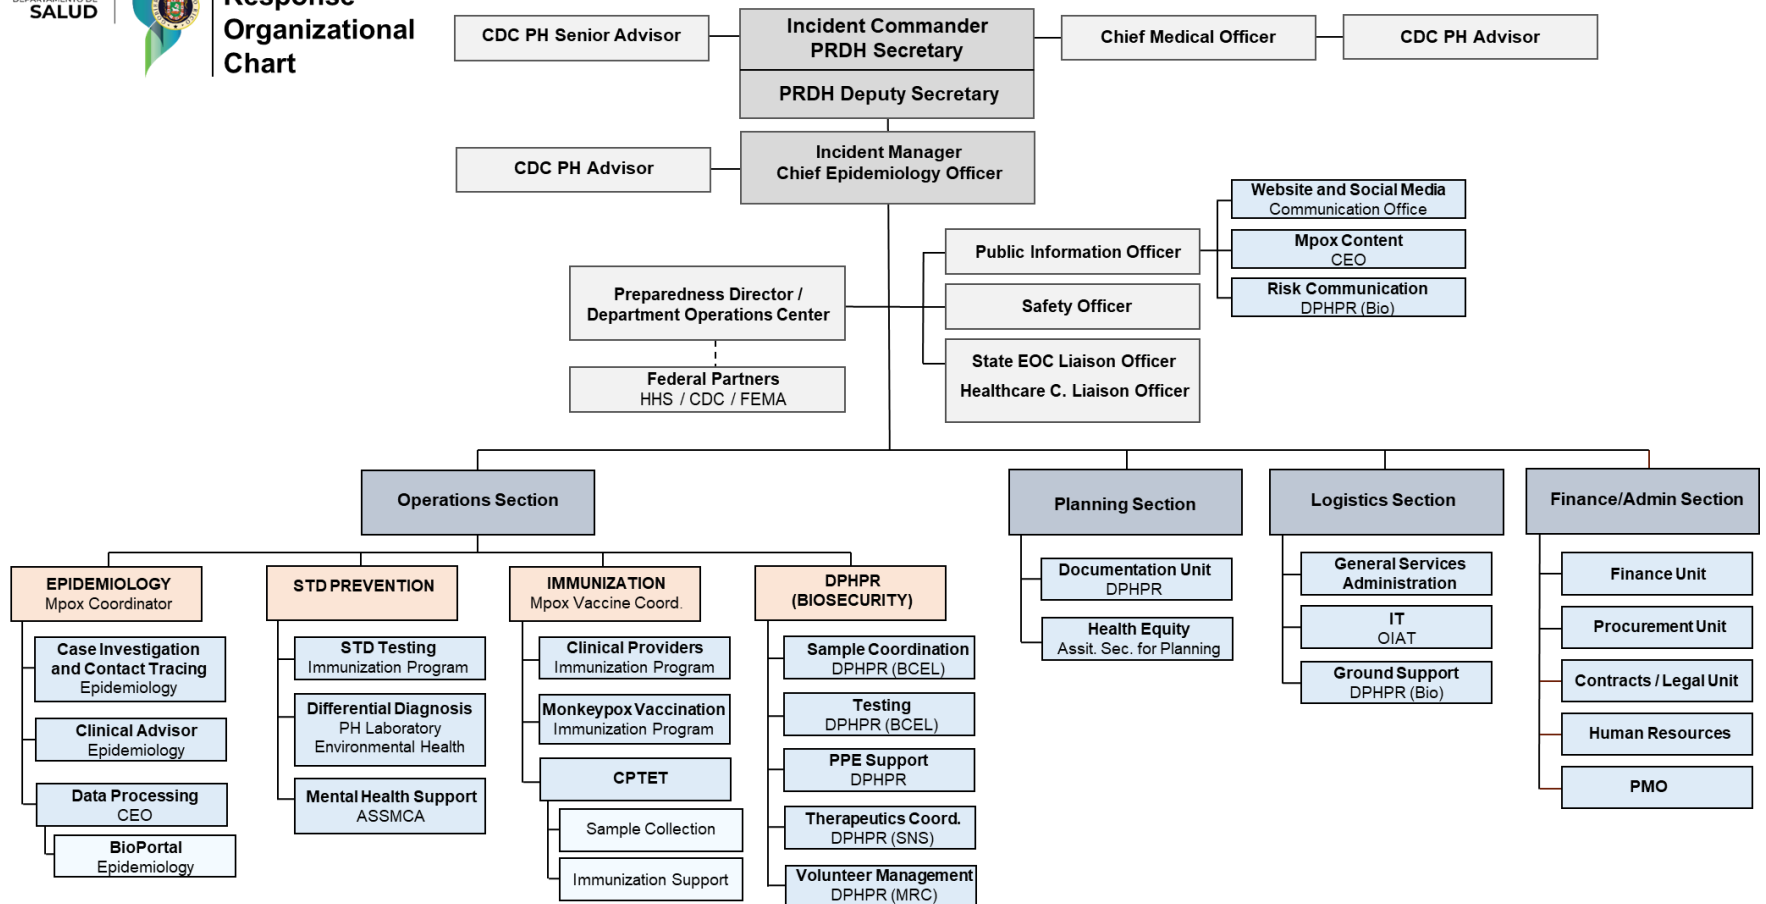 SALUD
Response
Organizational
Chart
CDC PH Senior Advisor
Incident Commander
PRDH Secretary
Chief Medical Officer
CDC PH Advisor
PRDH Deputy Secretary
CDC PH Advisor
Incident Manager
Chief Epidemiology Officer
Website and Social Media
Communication Office
Public Information Officer
Mpox Content
CEO
Risk Communication
DPHPR (Bio)
Preparedness Director /
Department Operations Center
Safety Officer
State EOC Liaison Officer
Healthcare C. Liaison Officer
Federal Partners
HHS / CDC / FEMA
Operations Section
Planning Section
Logistics Section
Finance/Admin Section
EPIDEMIOLOGY
Mpox Coordinator
Case Investigation
and Contact Tracing
Epidemiology
Clinical Advisor
Epidemiology
Data Processing
CEO
BioPortal
Epidemiology
STD PREVENTION
STD Testing
Immunization Program
Differential Diagnosis
PH Laboratory
Environmental Health
Mental Health Support
ASSMCA
IMMUNIZATION
Mpox Vaccine Coord.
Clinical Providers
Immunization Program
Monkeypox Vaccination
Immunization Program
CPTET
Sample Collection
Immunization Support
DPHPR
(BIOSECURITY)
Sample Coordination
DPHPR (BCEL)
Testing
DPHPR (BCEL)
PPE Support
DPHPR
Therapeutics Coord.
DPHPR (SNS)
Volunteer Management
DPHPR (MRC)
Documentation Unit
DPHPR
Health Equity
Assit. Sec. for Planning
General Services
Administration
IT
OIAT
Ground Support
DPHPR (Bio)
Finance Unit
Procurement Unit
Contracts / Legal Unit
Human Resources
PMO